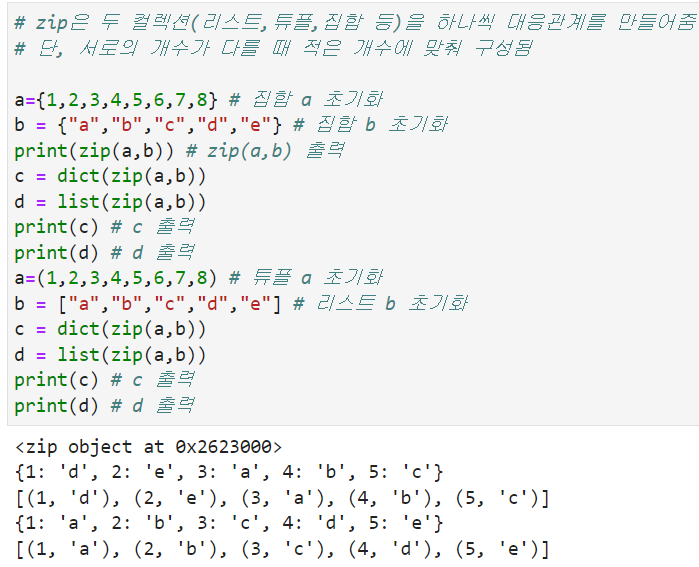 # zip은 두 컬렉션(리스트,튜플,집합 등)을 하나씩 대응관계를 만들어줌
# 단, 서로의 개수가 다를 때 적은 개수에 맞춰 구성됨
a={1,2,3,4,5,6,7,8} # 집합 a 초기화
b = {"a","b","c","d","e"} # 집합 b 초기화
print(zip(a,b)) # zip(a,b) 출력
c = dict(zip(a,b))
d = list(zip(a,b))
print(c) # c 출력
print(d) # d 출력
a=(1,2,3,4,5,6,7,8) # 튜플 a 초기화
b = ["a","b","c","d","e"] # 리스트 b 초기화
c = dict(zip(a,b))
d = list(zip(a,b))
print(c) # c 출력
print(d) # d 출력
<zip object at 0x2623000>
{1: 'd', 2: 'e', 3: 'a', 4: 'b', 5: 'c'}
[(1, 'd'), (2, 'e'), (3, 'a'), (4, 'b'), (5, 'c')]
{1: 'a', 2: 'b', 3: 'c', 4: 'd', 5: 'e'}
[(1, 'a'), (2, 'b'), (3, 'c'), (4, 'd'), (5, 'e')]